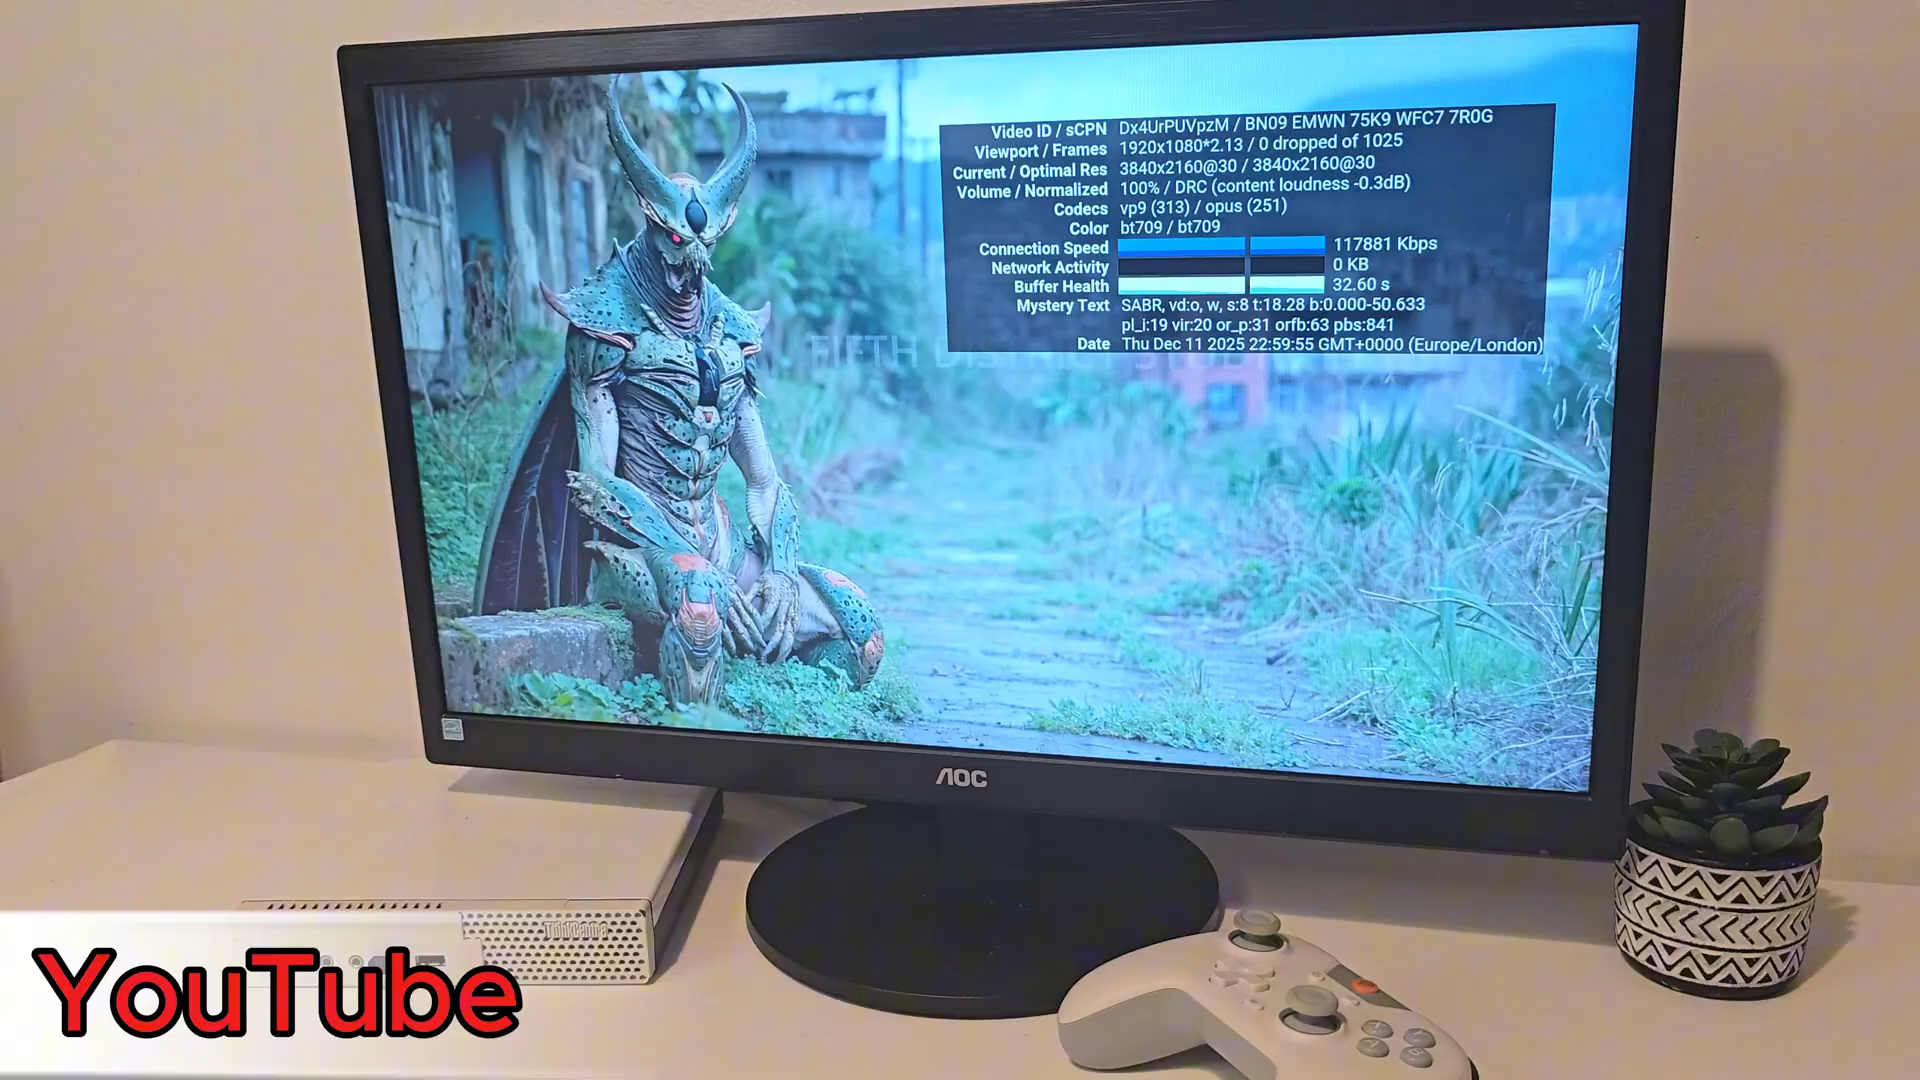 Video ID / sCPN Dx4UrPUVpzM / BN09 EMWN 75K9 WFC7 7R0G
Viewport / Frames 1920x1080*2.13 / 0 dropped of 1025
Current / Optimal Res 3840x2160@30 / 3840x2160@30
Volume / Normalized 100% / DRC (content loudness -0.3dB)
Codecs vp9 (313) / opus (251)
Color bt709 / bt709
Connection Speed 117881 Kbps
Network Activity 0 KB
Buffer Health 32.60 s
Mystery Text SABR, vd:o, w, s:8 t:18.28 b:0.000-50.633
pl_i:19 vir:20 or_p:31 orfb:63 pbs:841
Date Thu Dec 11 2025 22:59:55 GMT+0000 (Europe/London)
AOC
ThinkCentre
YouTube
X
Y
A
B